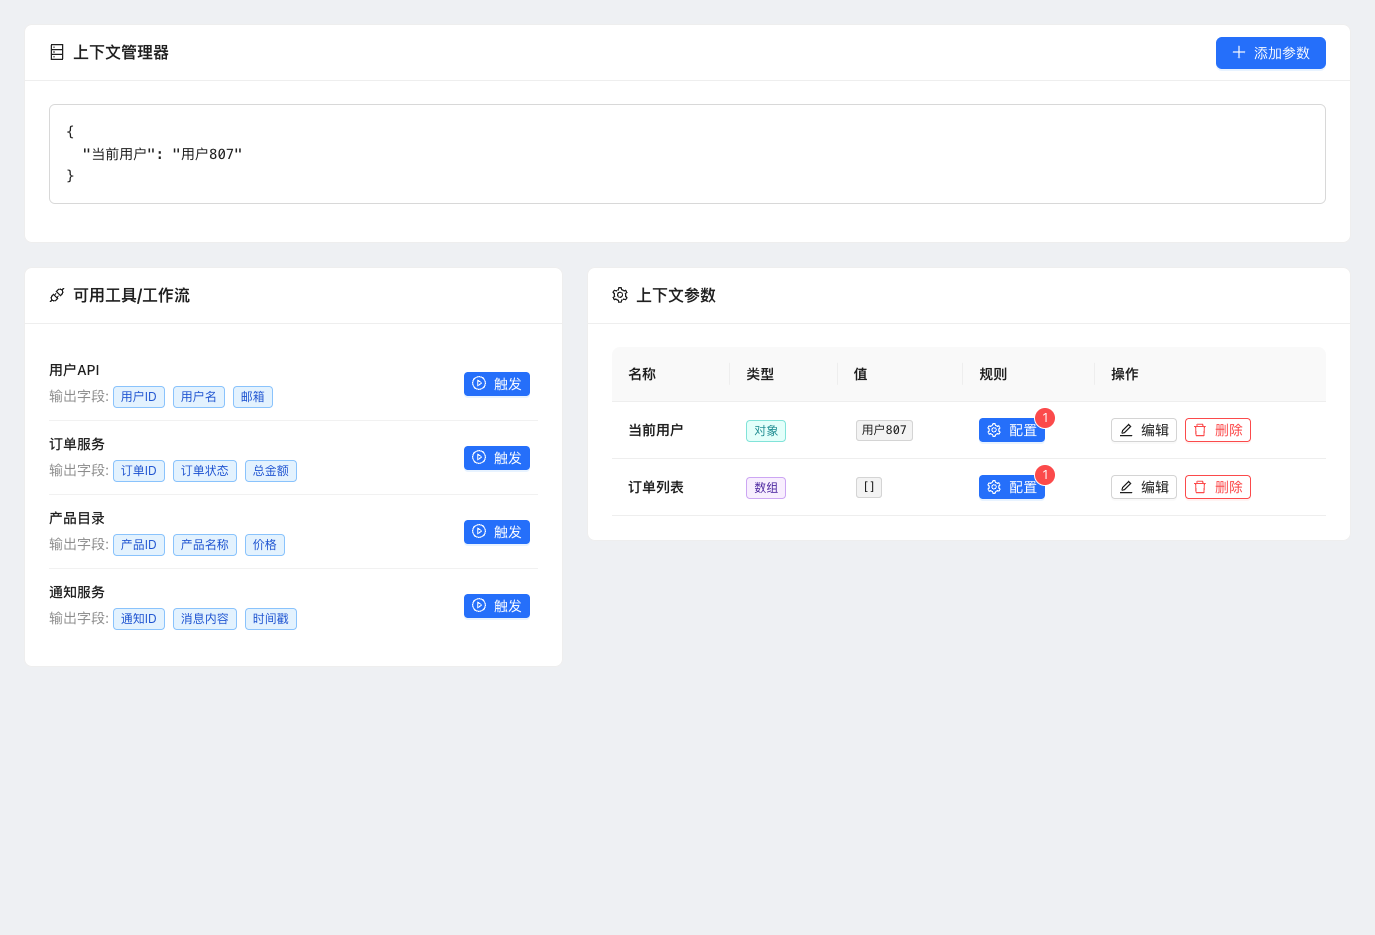 上下文管理器
添加参数
{
"当前用户": "用户807"
}
可用工具/工作流
用户API
输出字段: 用户ID 用户名 邮箱
触发
订单服务
输出字段: 订单ID 订单状态 总金额
触发
产品目录
输出字段: 产品ID 产品名称 价格
触发
通知服务
输出字段: 通知ID 消息内容 时间戳
触发
上下文参数
名称 类型 值 规则 操作
当前用户 对象 用户807 配置 1 编辑 删除
订单列表 数组 [] 配置 1 编辑 删除